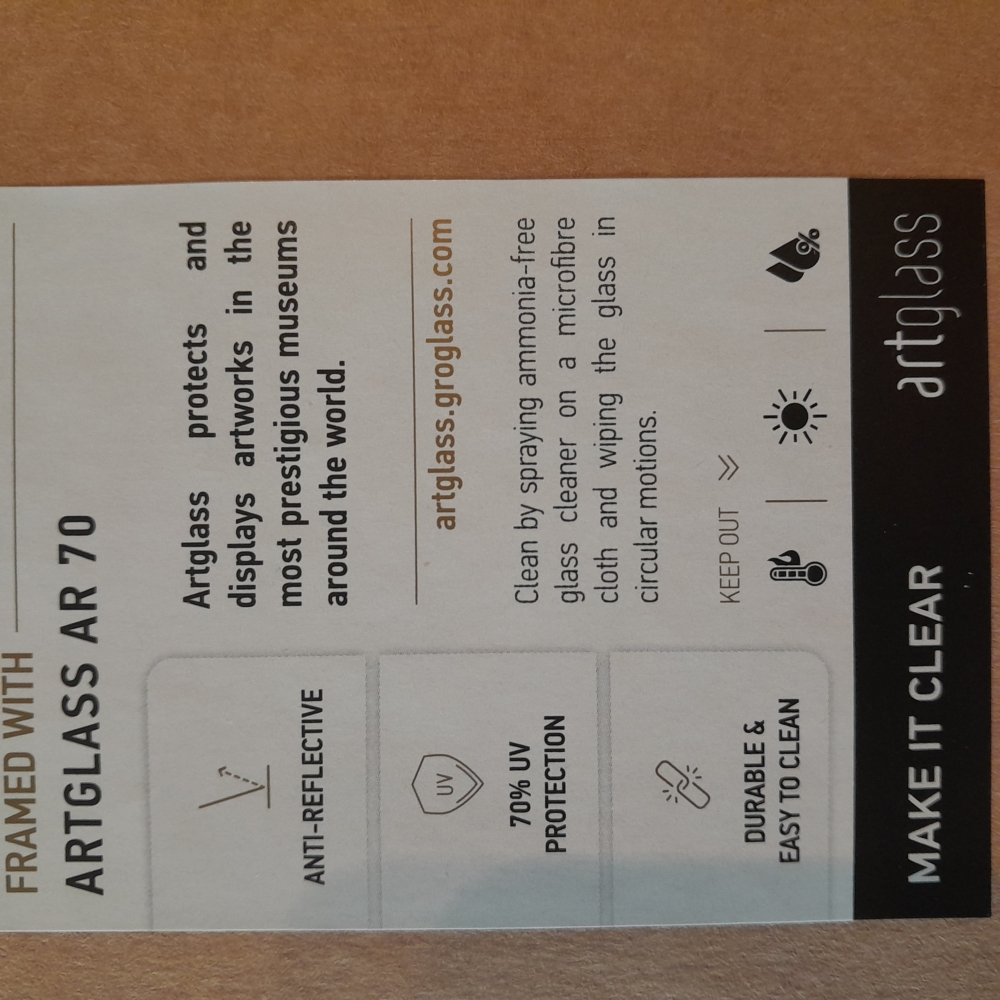 FRAMED WITH
ARTGLASS AR 70
ANTI-REFLECTIVE
UV
70% UV
PROTECTION
DURABLE &
EASY TO CLEAN
Artglass protects and
displays artworks in the
most prestigious museums
around the world.
artglass.groglass.com
Clean by spraying ammonia-free
glass cleaner on a microfibre
cloth and wiping the glass in
circular motions.
KEEP OUT
%
MAKE IT CLEAR
artglass